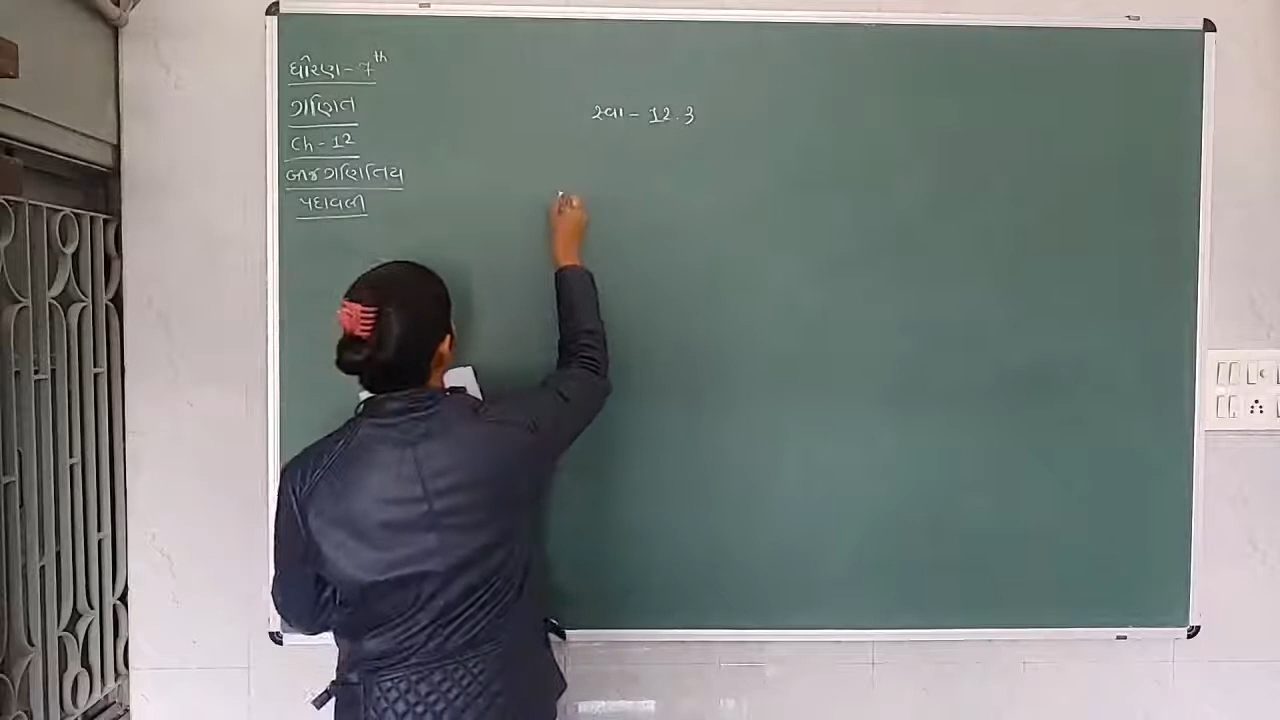 ધોરણ - 7th
ગણિત
Ch - 12
બીજગણિતિય
પદાવલી
સ્વા - 12.3